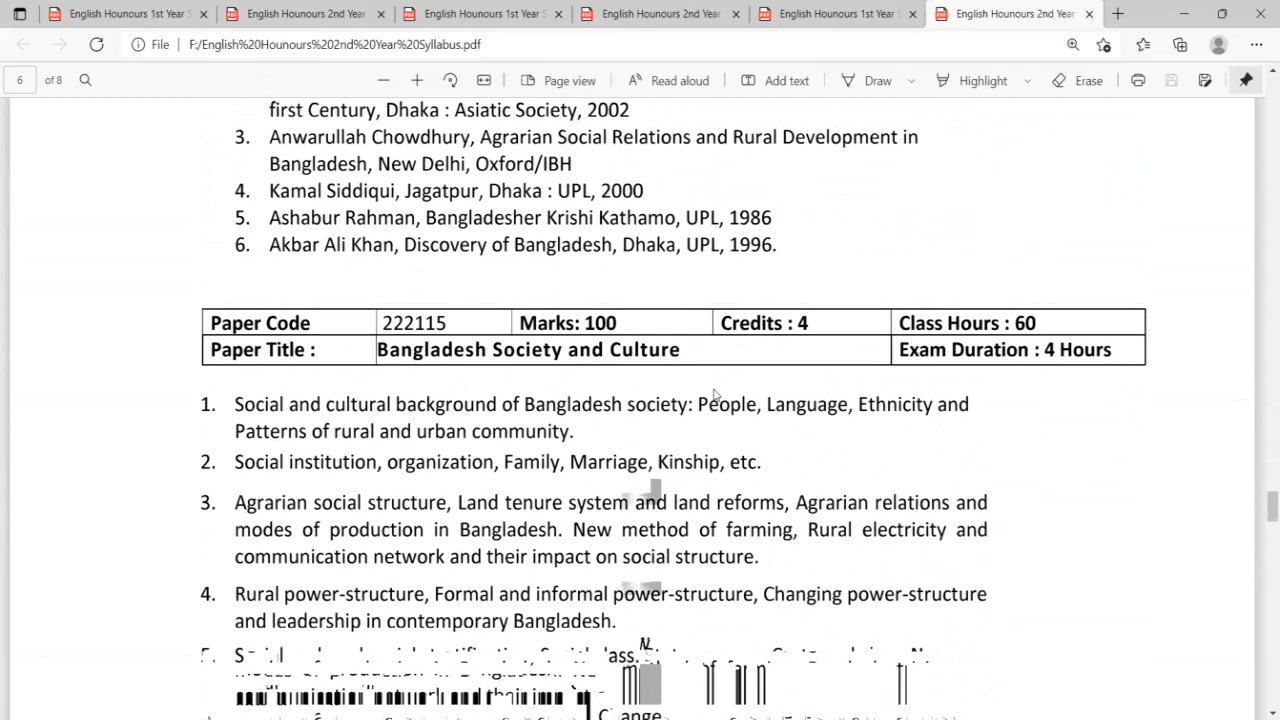 English Hounours 1st Year S
English Hounours 2nd Year
English Hounours 1st Year S
English Hounours 2nd Year
English Hounours 1st Year
English Hounours 2nd Year
File F:/English%20Hounours%202nd%20Year%20Syllabus.pdf
6 of 8 Page view Read aloud Add text Draw Highlight Erase
first Century, Dhaka : Asiatic Society, 2002
3. Anwarullah Chowdhury, Agrarian Social Relations and Rural Development in
Bangladesh, New Delhi, Oxford/IBH
4. Kamal Siddiqui, Jagatpur, Dhaka : UPL, 2000
5. Ashabur Rahman, Bangladesher Krishi Kathamo, UPL, 1986
6. Akbar Ali Khan, Discovery of Bangladesh, Dhaka, UPL, 1996.
Paper Code 222115 Marks: 100 Credits : 4 Class Hours : 60
Paper Title : Bangladesh Society and Culture Exam Duration : 4 Hours
1. Social and cultural background of Bangladesh society: People, Language, Ethnicity and
Patterns of rural and urban community.
2. Social institution, organization, Family, Marriage, Kinship, etc.
3. Agrarian social structure, Land tenure system and land reforms, Agrarian relations and
modes of production in Bangladesh. New method of farming, Rural electricity and
communication network and their impact on social structure.
4. Rural power-structure, Formal and informal power-structure, Changing power-structure
and leadership in contemporary Bangladesh.
Change